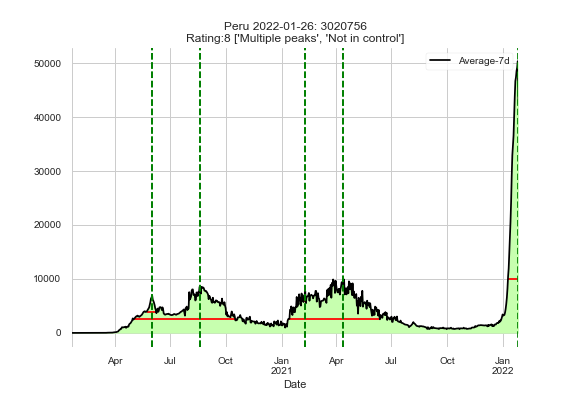 Peru 2022-01-26: 3020756
Rating:8 ['Multiple peaks', 'Not in control']
Average-7d
50000
40000
30000
20000
10000
0
Apr Jul Oct Jan Apr Jul Oct Jan
2021 2022
Date